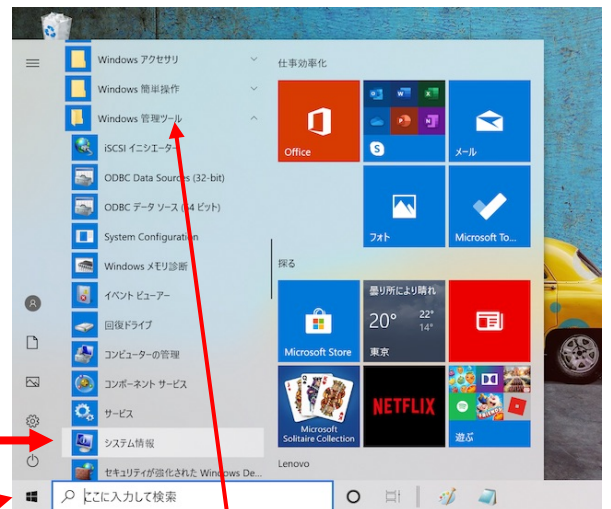 Windows アクセサリ
Windows 簡単操作
Windows 管理ツール
iSCSI イニシエーター
ODBC Data Sources (32-bit)
ODBC データ ソース (64 ビット)
System Configuration
Windows メモリ診断
イベント ビューアー
回復ドライブ
コンピューターの管理
コンポーネント サービス
サービス
システム情報
セキュリティが強化された Windows De...
ここに入力して検索
仕事効率化
Office
メール
フォト
Microsoft To...
探る
Microsoft Store
曇り所により晴れ
20°
22°
14°
東京
Microsoft
Solitaire Collection
NETFLIX
遊ぶ
Lenovo